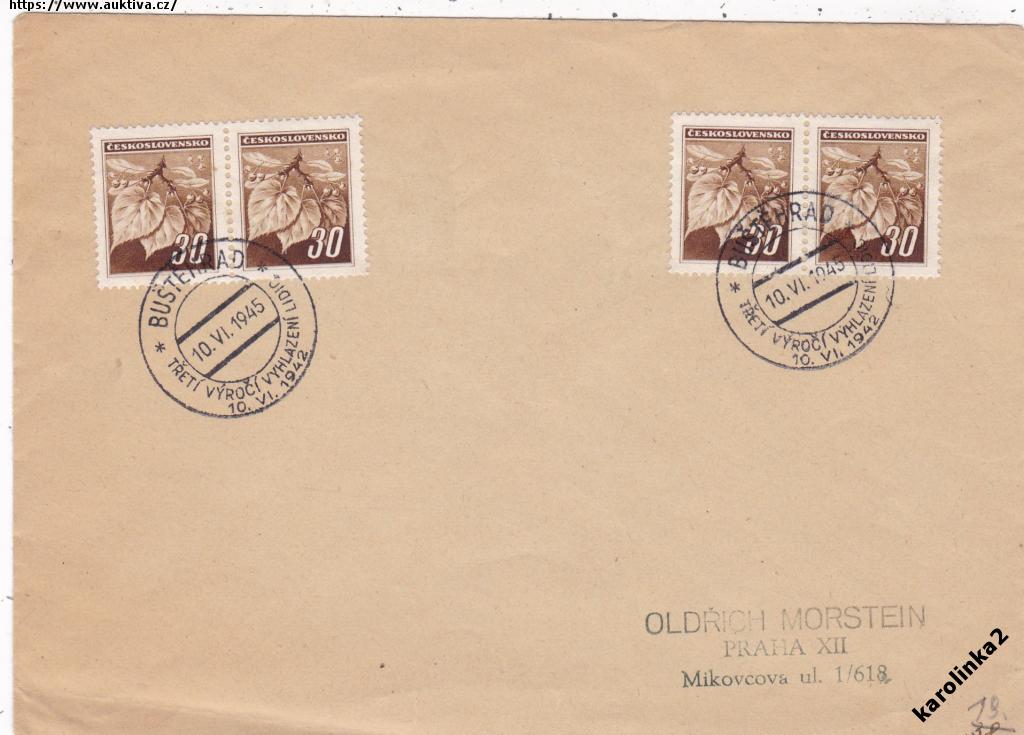 https://www.auktiva.cz/
ČESKOSLOVENSKO
30
ČESKOSLOVENSKO
30
ČESKOSLOVENSKO
30
ČESKOSLOVENSKO
30
* BUŠTĚHRAD *
10.VI.1945
TŘETÍ VÝROČÍ VYHLAZENÍ LIDIC
10. VI. 1942
* BUŠTĚHRAD *
10.VI.1945
TŘETÍ VÝROČÍ VYHLAZENÍ LIDIC
10. VI. 1942
OLDŘICH MORSTEIN
PRAHA XII
Mikovcova ul. 1/618
karolinka2